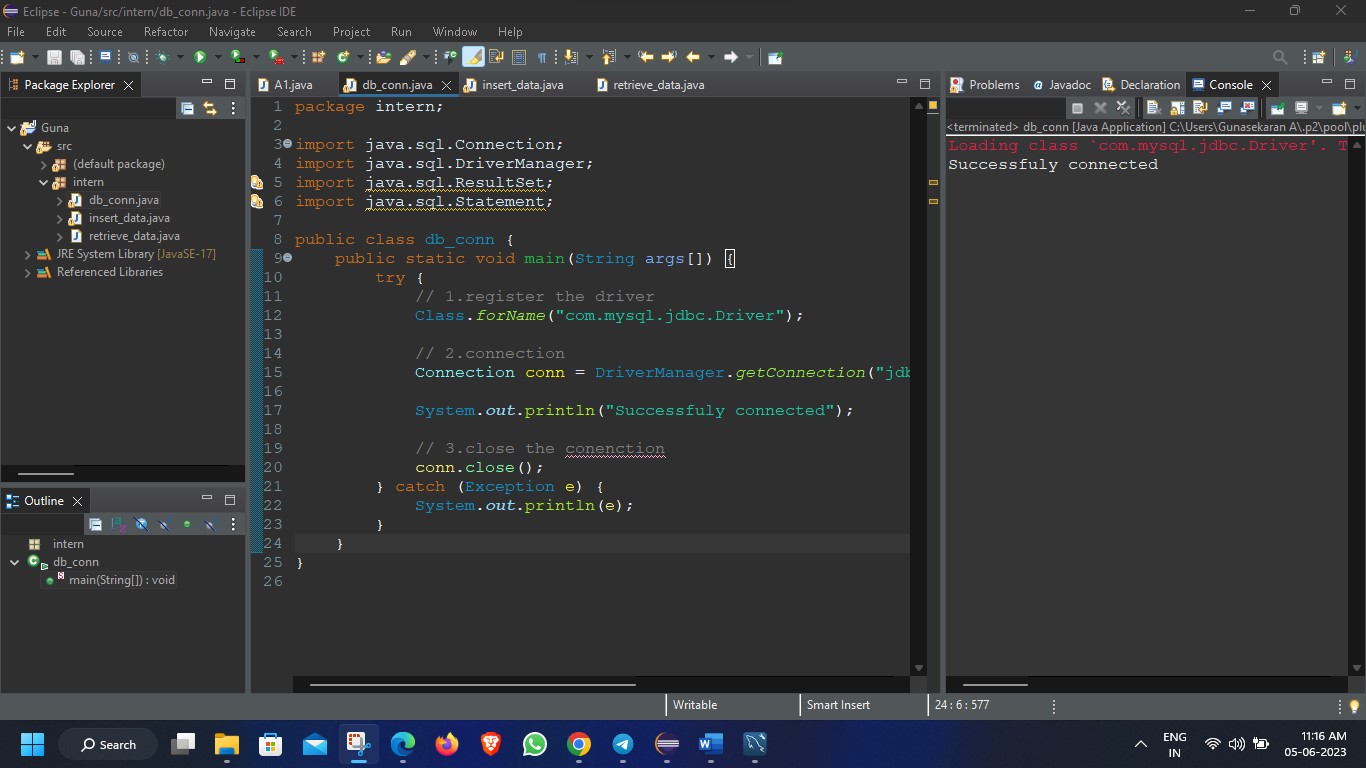 Eclipse - Guna/src/intern/db_conn.java - Eclipse IDE
File Edit Source Refactor Navigate Search Project Run Window Help
Package Explorer
Guna
src
(default package)
intern
db_conn.java
insert_data.java
retrieve_data.java
JRE System Library [JavaSE-17]
Referenced Libraries
Outline
intern
db_conn
main(String[]) : void
A1.java db_conn.java insert_data.java retrieve_data.java
1 package intern;
2
3 import java.sql.Connection;
4 import java.sql.DriverManager;
5 import java.sql.ResultSet;
6 import java.sql.Statement;
7
8 public class db_conn {
9 public static void main(String args[]) {
10 try {
11 // 1.register the driver
12 Class.forName("com.mysql.jdbc.Driver");
13
14 // 2.connection
15 Connection conn = DriverManager.getConnection("jdb
16
17 System.out.println("Successfuly connected");
18
19 // 3.close the conenction
20 conn.close();
21 } catch (Exception e) {
22 System.out.println(e);
23 }
24 }
25 }
26
Problems Javadoc Declaration Console
<terminated> db_conn [Java Application] C:\Users\Gunasekaran A\.p2\pool\plu
Loading class `com.mysql.jdbc.Driver'. T
Successfuly connected
Writable Smart Insert 24 : 6 : 577
Search
ENG
IN
11:16 AM
05-06-2023